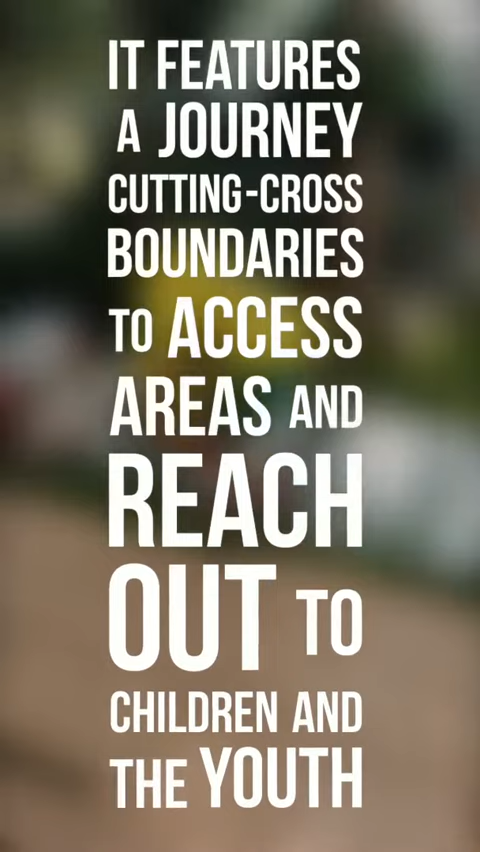 IT FEATURES
A JOURNEY
CUTTING-CROSS
BOUNDARIES
TO ACCESS
AREAS AND
REACH
OUT TO
CHILDREN AND
THE YOUTH